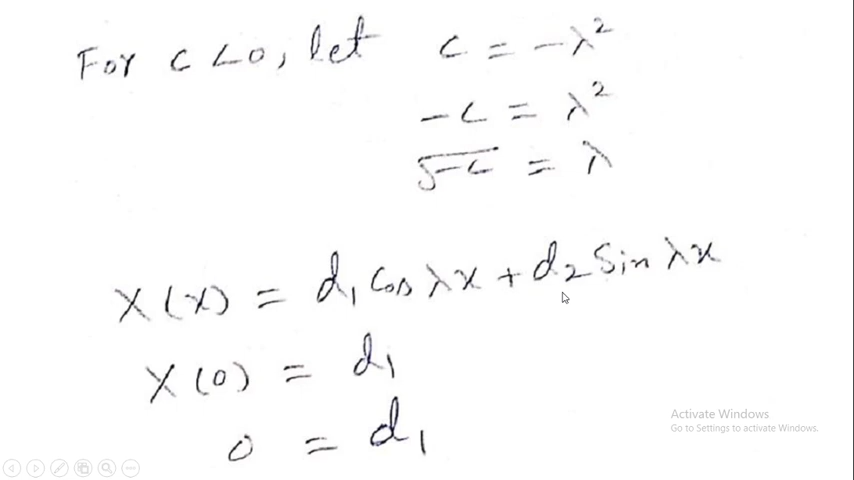 For C < 0, let C = -λ²
-C = λ²
√-C = λ
X(x) = d₁ Cos λx + d₂ Sin λx
X(0) = d₁
0 = d₁
Activate Windows
Go to Settings to activate Windows.